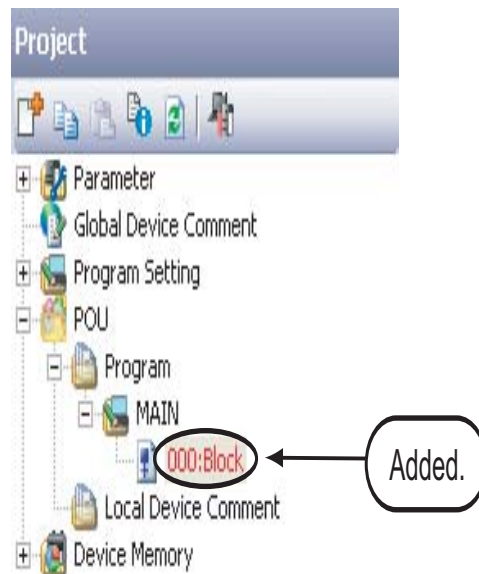 Project
Parameter
Global Device Comment
Program Setting
POU
Program
MAIN
000:Block
Added.
Local Device Comment
Device Memory